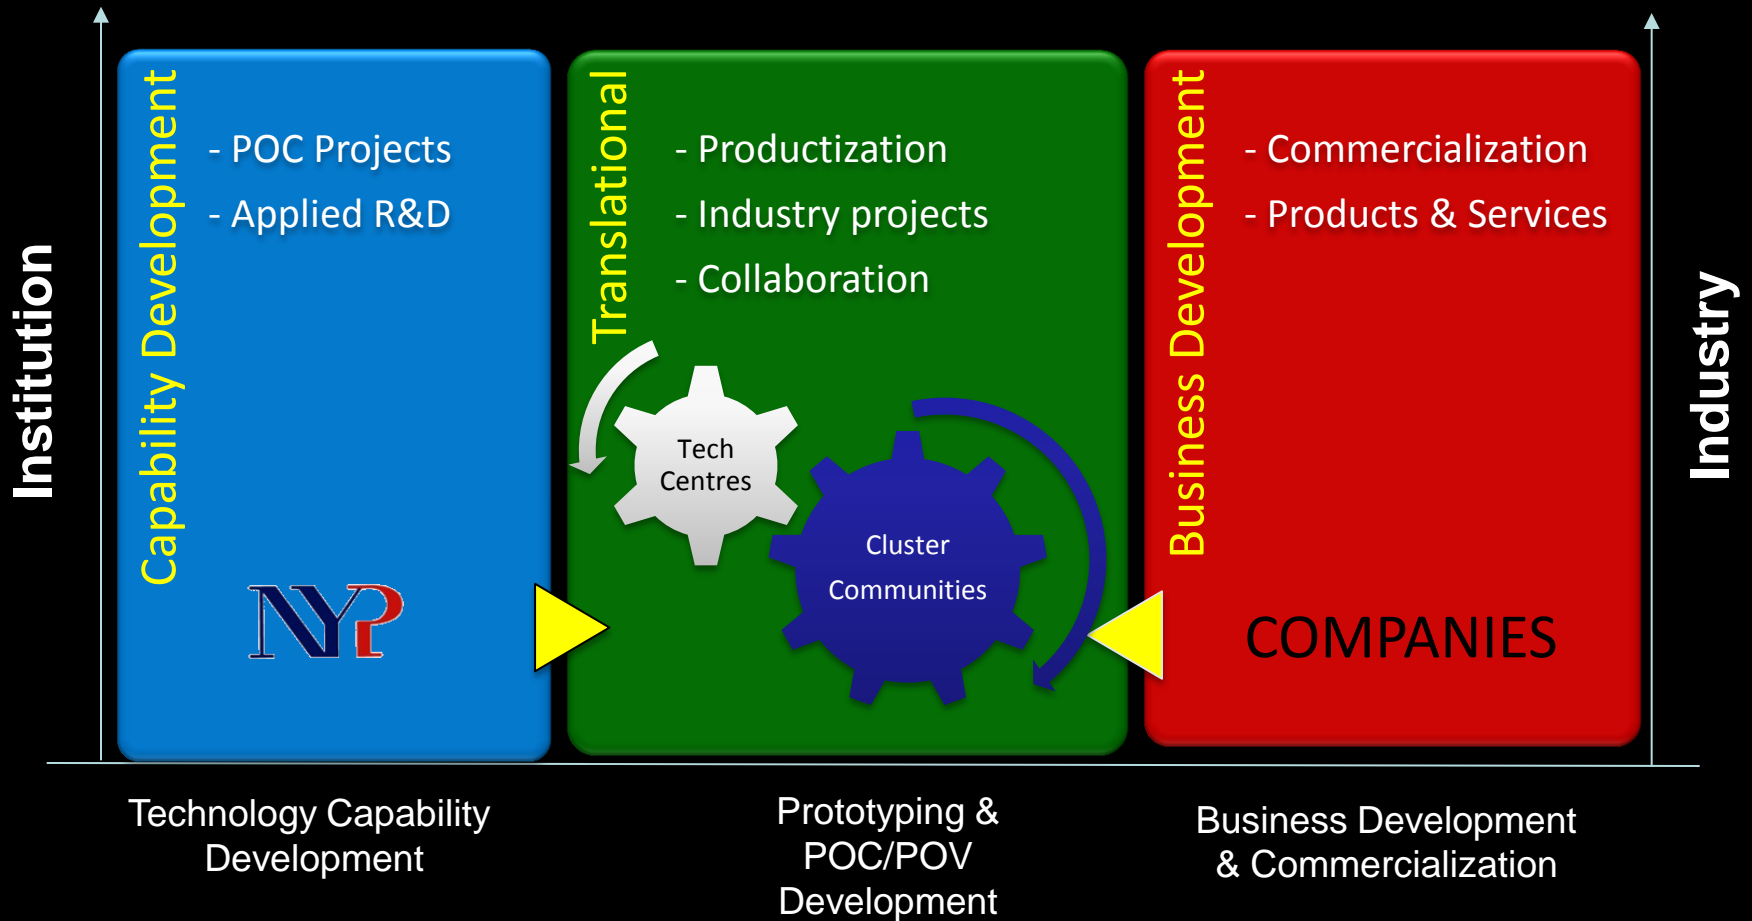 Institution
Capability Development
- POC Projects
- Applied R&D
NYP
Translational
- Productization
- Industry projects
- Collaboration
Tech
Centres
Cluster
Communities
Business Development
- Commercialization
- Products & Services
COMPANIES
Industry
Technology Capability
Development
Prototyping &
POC/POV
Development
Business Development
& Commercialization